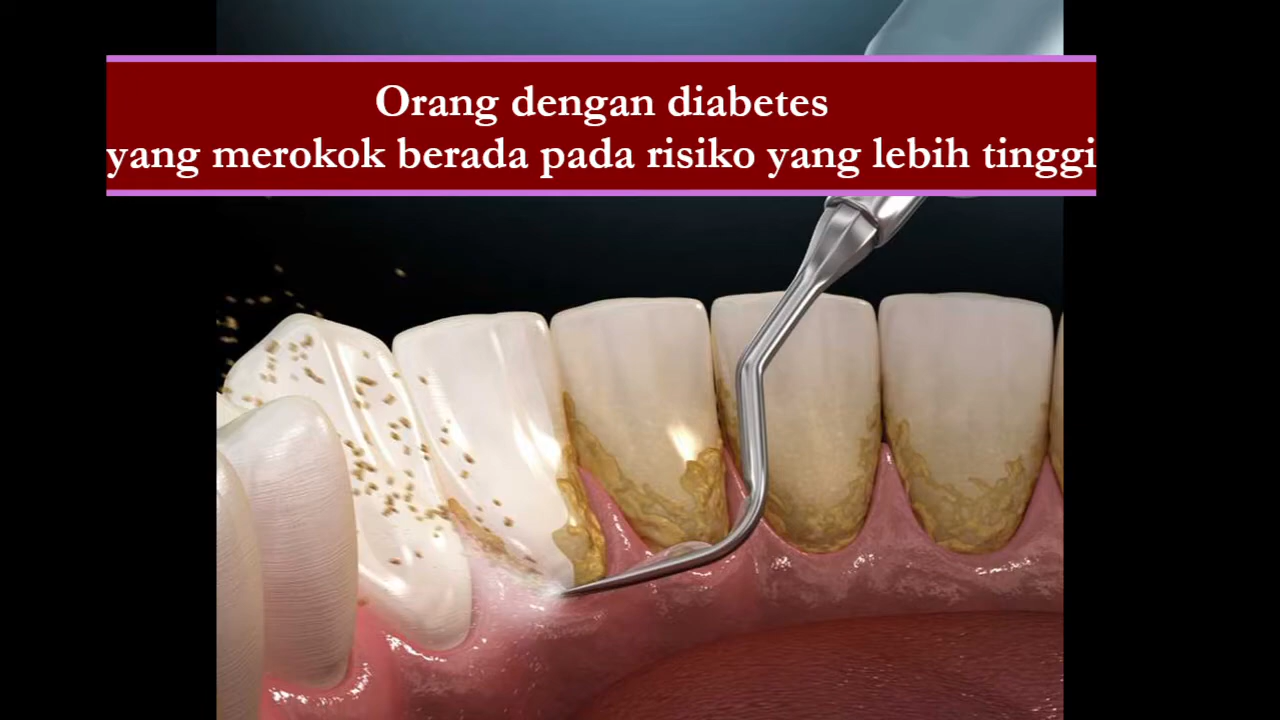 Orang dengan diabetes
yang merokok berada pada risiko yang lebih tinggi